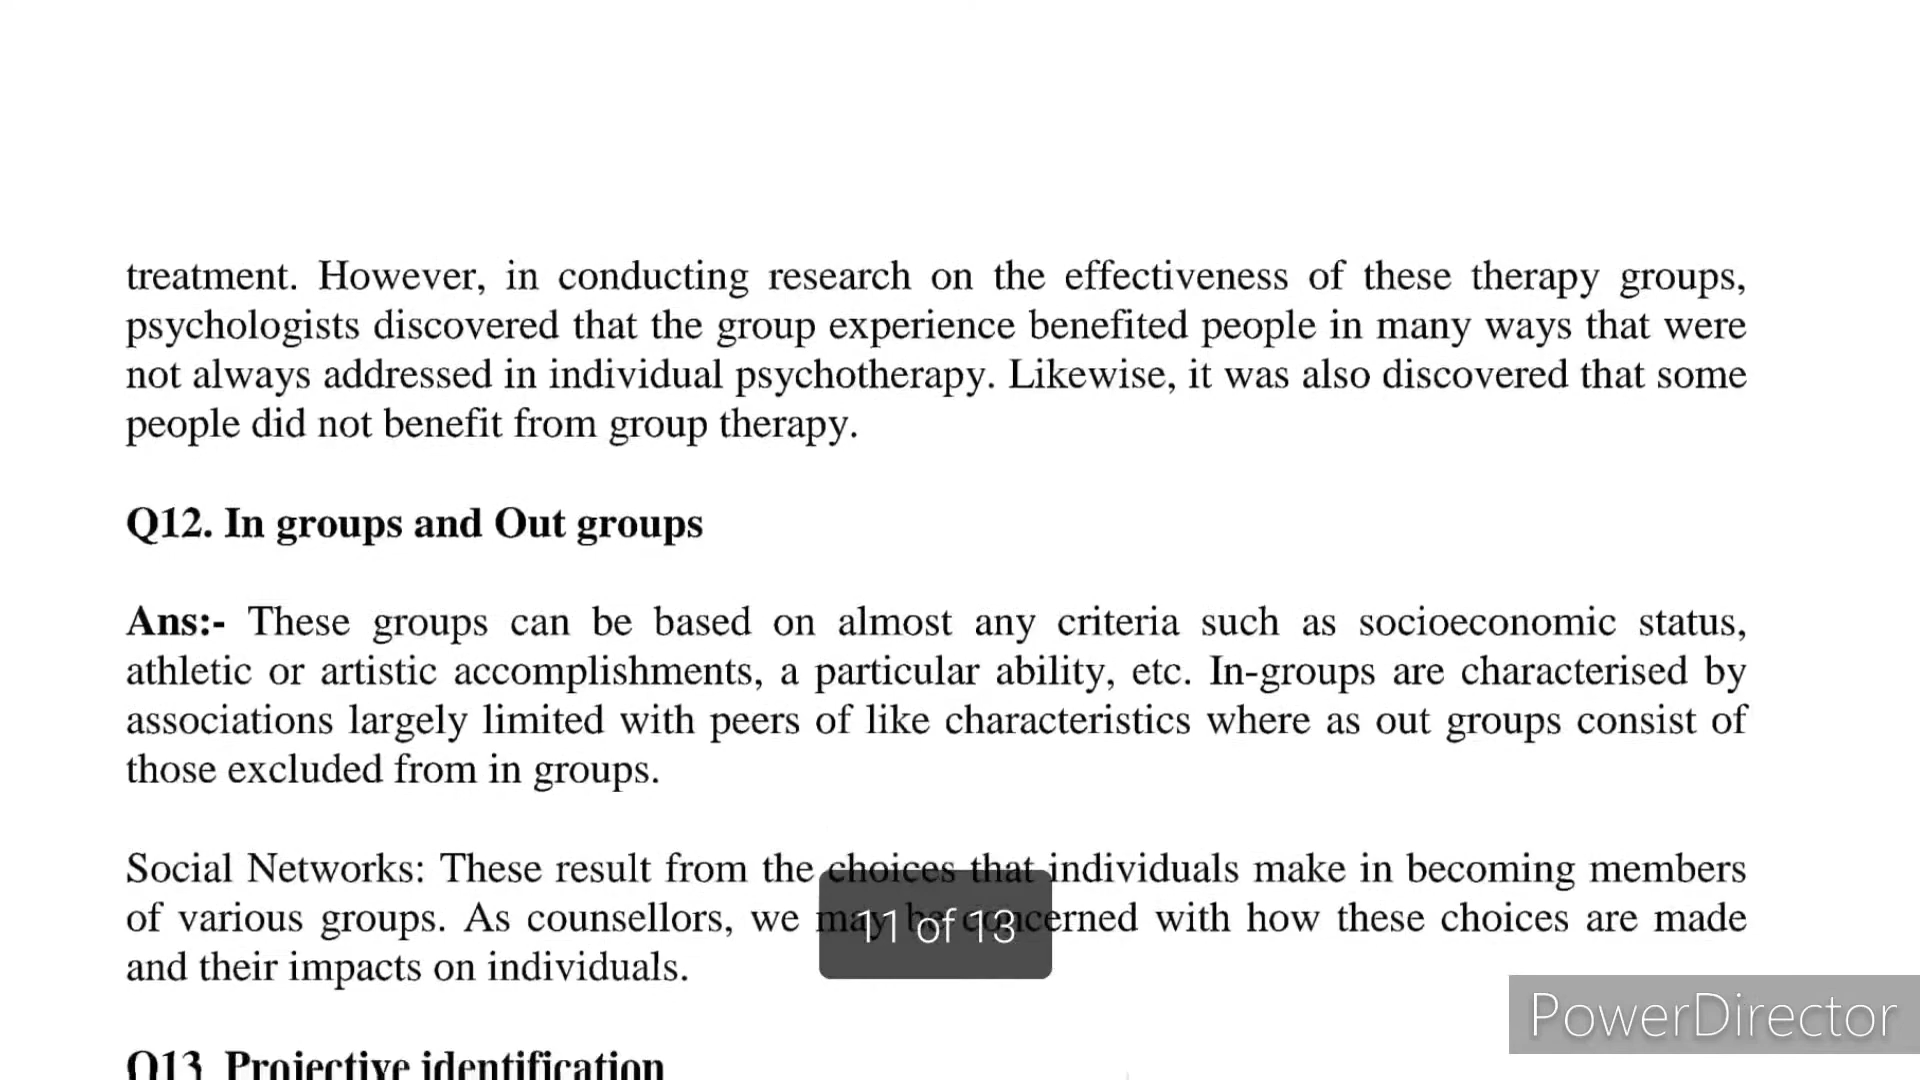 treatment. However, in conducting research on the effectiveness of these therapy groups,
psychologists discovered that the group experience benefited people in many ways that were
not always addressed in individual psychotherapy. Likewise, it was also discovered that some
people did not benefit from group therapy.
Q12. In groups and Out groups
Ans:- These groups can be based on almost any criteria such as socioeconomic status,
athletic or artistic accomplishments, a particular ability, etc. In-groups are characterised by
associations largely limited with peers of like characteristics where as out groups consist of
those excluded from in groups.
Social Networks: These result from the choices that individuals make in becoming members
of various groups. As counsellors, we may be concerned with how these choices are made
and their impacts on individuals.
11 of 13
PowerDirector
Q13. Projective identification